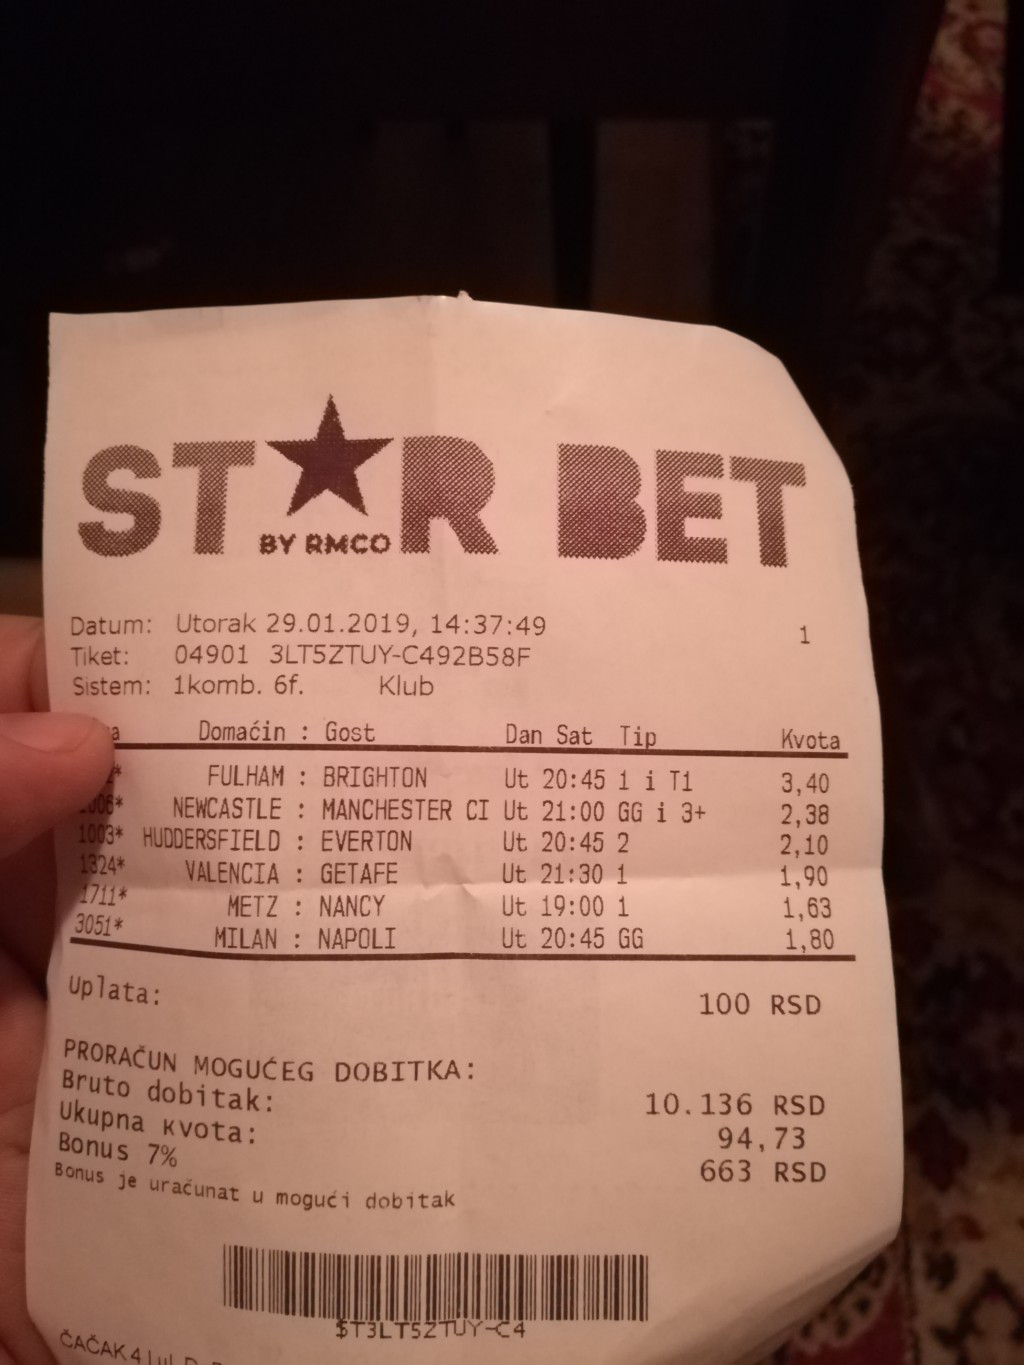 ST★R BET
BY RMCO
Datum: Utorak 29.01.2019, 14:37:49
1
Tiket: 04901 3LT5ZTUY-C492B58F
Sistem: 1komb. 6f. Klub
Domaćin : Gost Dan Sat Tip Kvota
FULHAM : BRIGHTON Ut 20:45 1 i T1 3,40
NEWCASTLE : MANCHESTER CI Ut 21:00 GG i 3+ 2,38
1003* HUDDERSFIELD : EVERTON Ut 20:45 2 2,10
1324* VALENCIA : GETAFE Ut 21:30 1 1,90
1711* METZ : NANCY Ut 19:00 1 1,63
3051* MILAN : NAPOLI Ut 20:45 GG 1,80
Uplata: 100 RSD
PRORAČUN MOGUĆEG DOBITKA:
Bruto dobitak: 10.136 RSD
Ukupna kvota: 94,73
Bonus 7% 663 RSD
Bonus je uračunat u mogući dobitak
$T3LT5ZTUY-C4
ČAČAK 4